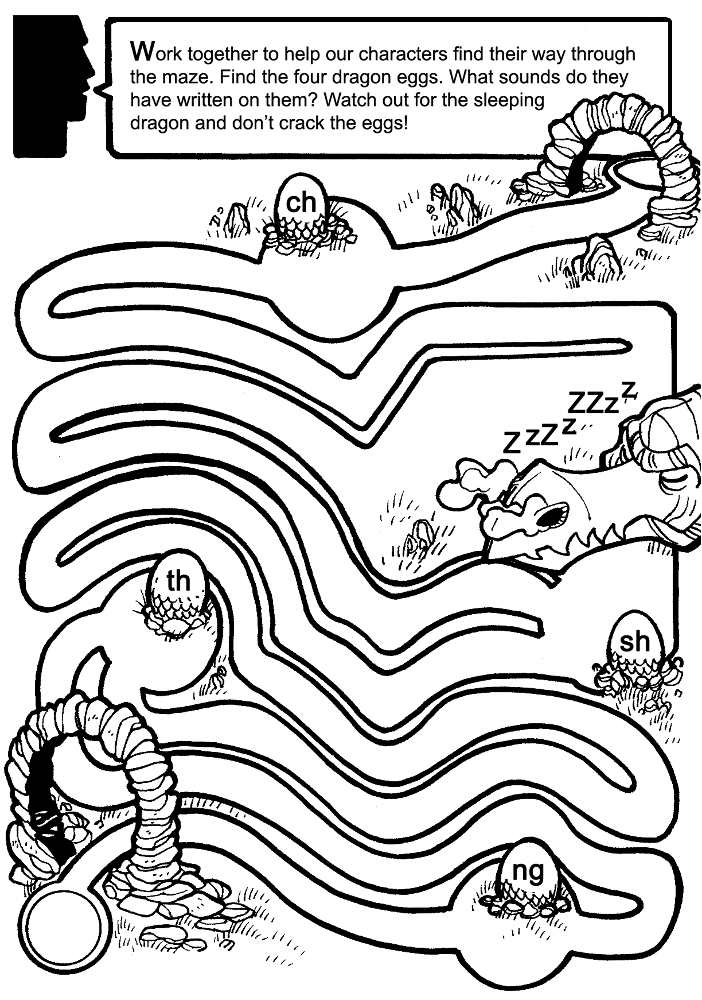 Work together to help our characters find their way through
the maze. Find the four dragon eggs. What sounds do they
have written on them? Watch out for the sleeping
dragon and don’t crack the eggs!
ch
ZZzz
zzZz
th
sh
ng